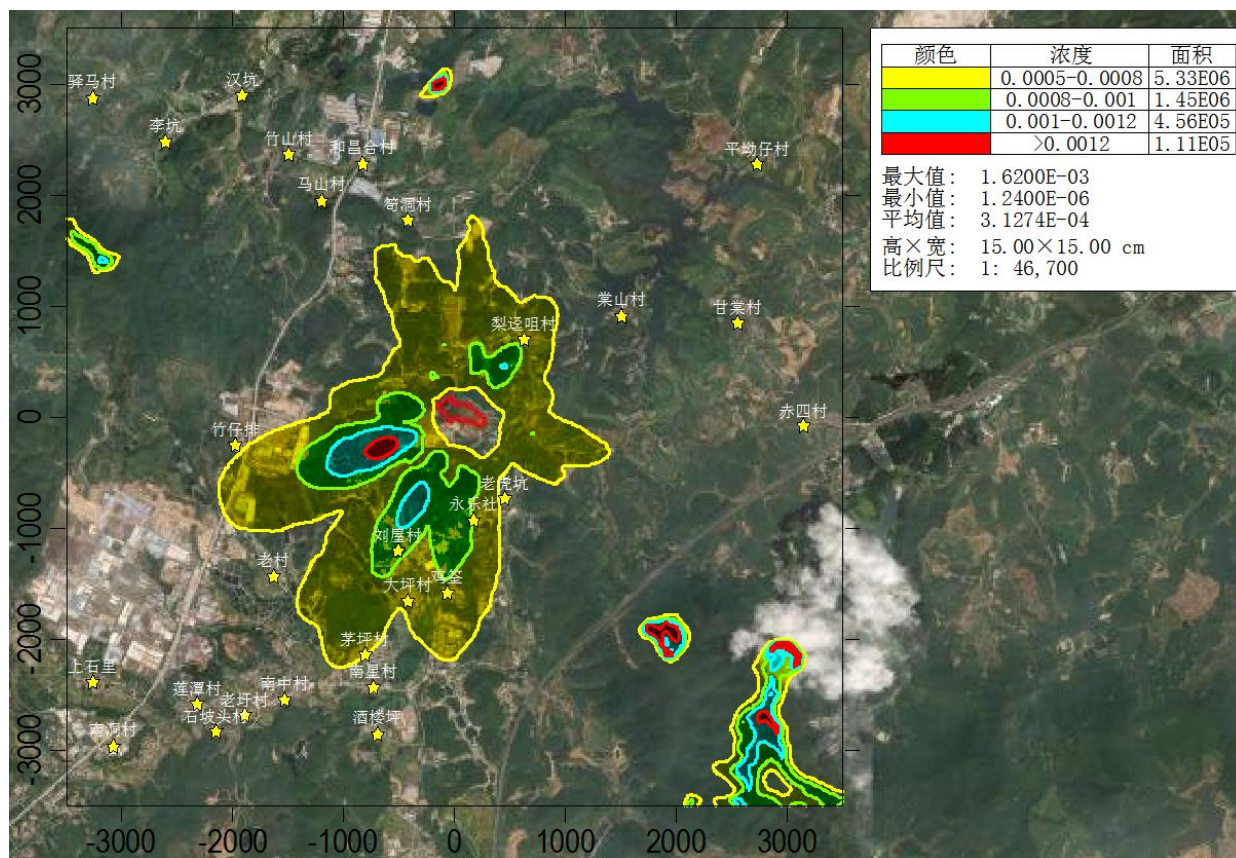 颜色 浓度 面积
0.0005-0.0008 5.33E06
0.0008-0.001 1.45E06
0.001-0.0012 4.56E05
>0.0012 1.11E05
最大值: 1.6200E-03
最小值: 1.2400E-06
平均值: 3.1274E-04
高×宽: 15.00×15.00 cm
比例尺: 1: 46,700
驿马村
汉坑
李坑
竹山村
和昌合村
马山村
荀洞村
平坳仔村
棠山村
甘棠村
梨迳咀村
赤四村
竹仔排
老虎坑
永乐社
刘屋村
老村
大坪村
茅坪村
南星村
上石里
莲潭村
南中村
老圩村
石坡头村
酒楼坪
3000
2000
1000
0
-1000
-2000
-3000
-3000 -2000 -1000 0 1000 2000 3000